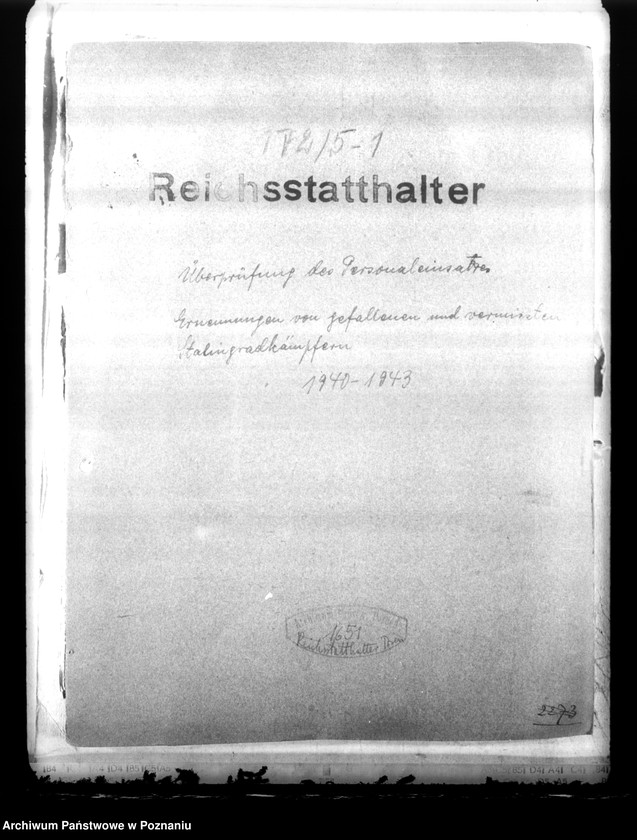 172/5-1
Reichsstatthalter
Überprüfung des Personaleinsatzes
Ernennungen von gefallenen und vermissten
Stalingradkämpfern
1940-1943
1651
Reichsstatthalter
2273
Archiwum Państwowe w Poznaniu